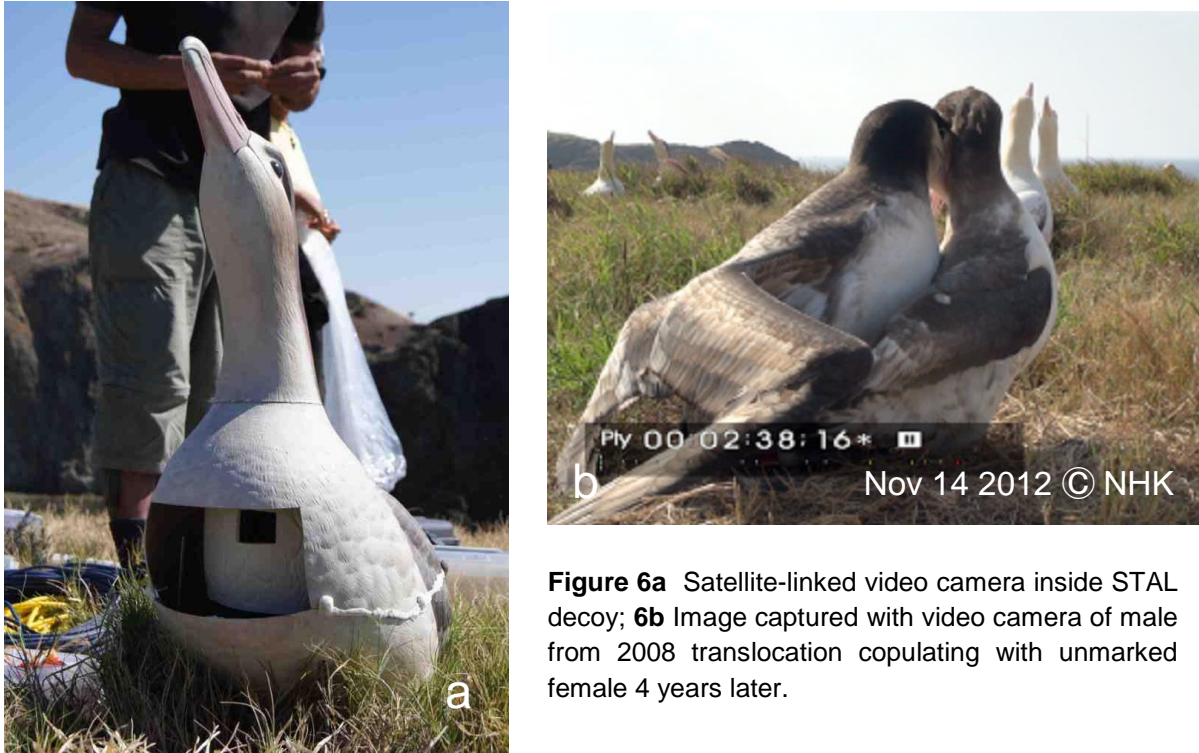 a
Ply 00:02:38:16*
b
Nov 14 2012 © NHK
Figure 6a Satellite-linked video camera inside STAL
decoy; 6b Image captured with video camera of male
from 2008 translocation copulating with unmarked
female 4 years later.